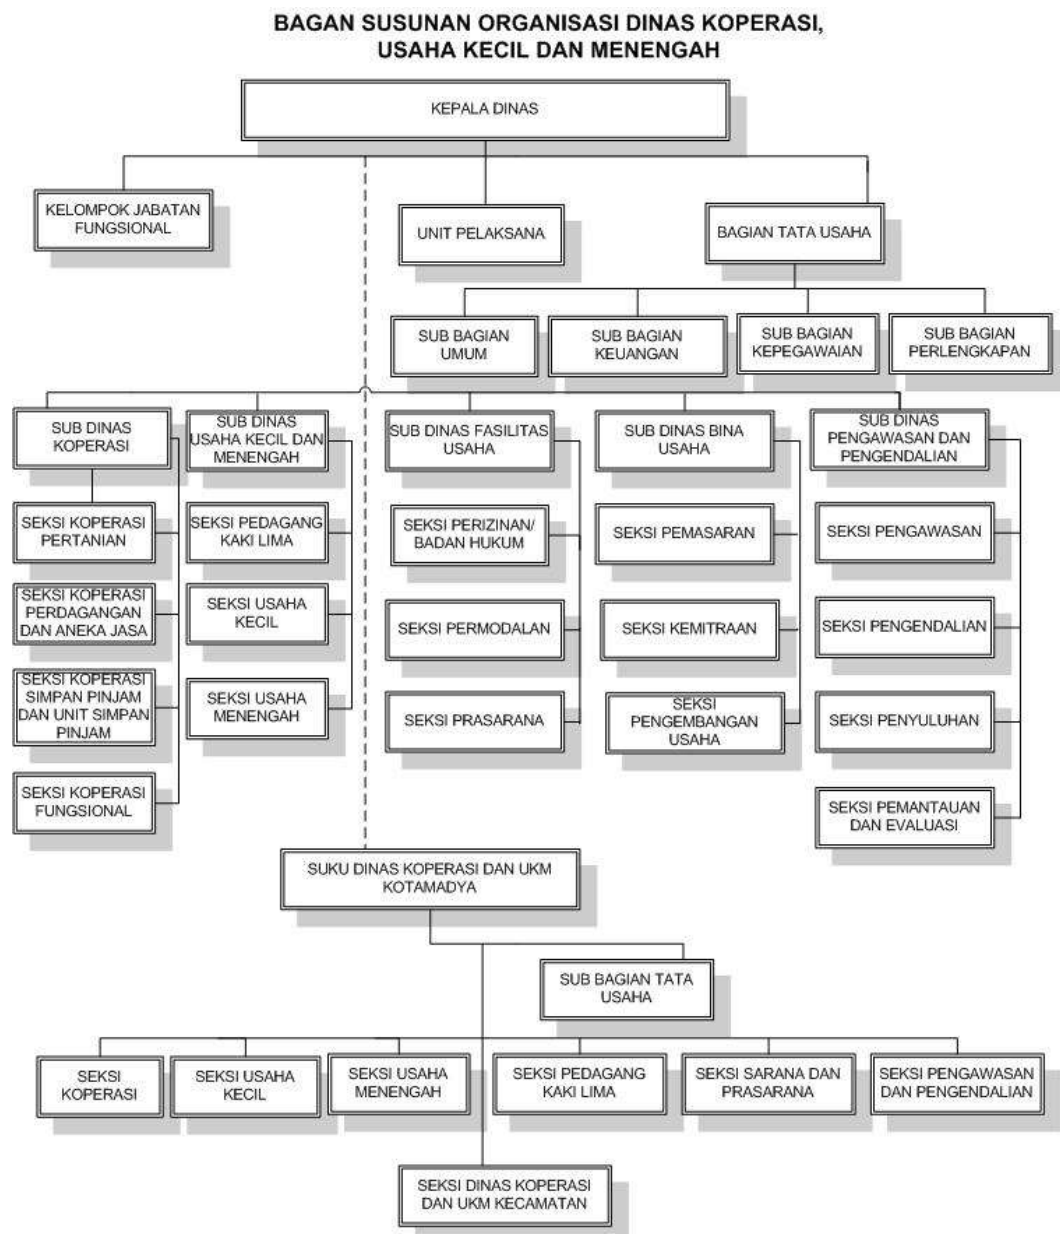 BAGAN SUSUNAN ORGANISASI DINAS KOPERASI,
USAHA KECIL DAN MENENGAH
KEPALA DINAS
KELOMPOK JABATAN
FUNGSIONAL
UNIT PELAKSANA
BAGIAN TATA USAHA
SUB BAGIAN
UMUM
SUB BAGIAN
KEUANGAN
SUB BAGIAN
KEPEGAWAIAN
SUB BAGIAN
PERLENGKAPAN
SUB DINAS
KOPERASI
SUB DINAS
USAHA KECIL DAN
MENENGAH
SUB DINAS FASILITAS
USAHA
SUB DINAS BINA
USAHA
SUB DINAS
PENGAWASAN DAN
PENGENDALIAN
SEKSI KOPERASI
PERTANIAN
SEKSI PEDAGANG
KAKI LIMA
SEKSI PERIZINAN/
BADAN HUKUM
SEKSI PEMASARAN
SEKSI PENGAWASAN
SEKSI KOPERASI
PERDAGANGAN
DAN ANEKA JASA
SEKSI USAHA
KECIL
SEKSI PERMODALAN
SEKSI KEMITRAAN
SEKSI PENGENDALIAN
SEKSI KOPERASI
SIMPAN PINJAM
DAN UNIT SIMPAN
PINJAM
SEKSI USAHA
MENENGAH
SEKSI PRASARANA
SEKSI
PENGEMBANGAN
USAHA
SEKSI PENYULUHAN
SEKSI KOPERASI
FUNGSIONAL
SEKSI PEMANTAUAN
DAN EVALUASI
SUKU DINAS KOPERASI DAN UKM
KOTAMADYA
SUB BAGIAN TATA
USAHA
SEKSI
KOPERASI
SEKSI USAHA
KECIL
SEKSI USAHA
MENENGAH
SEKSI PEDAGANG
KAKI LIMA
SEKSI SARANA DAN
PRASARANA
SEKSI PENGAWASAN
DAN PENGENDALIAN
SEKSI DINAS KOPERASI
DAN UKM KECAMATAN